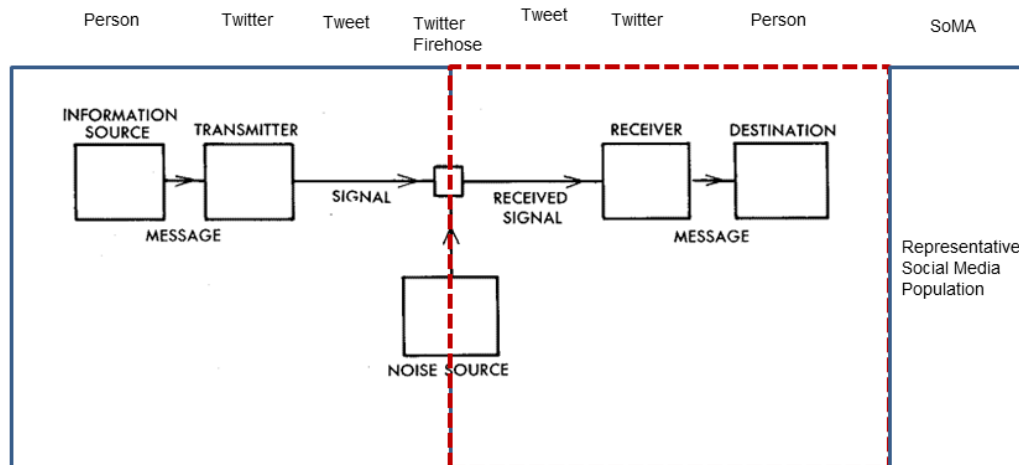 Person
Twitter
Tweet
Twitter
Firehose
Tweet
Twitter
Person
SoMA
INFORMATION
SOURCE
TRANSMITTER
RECEIVER
DESTINATION
SIGNAL
RECEIVED
SIGNAL
MESSAGE
MESSAGE
NOISE SOURCE
Representative
Social Media
Population